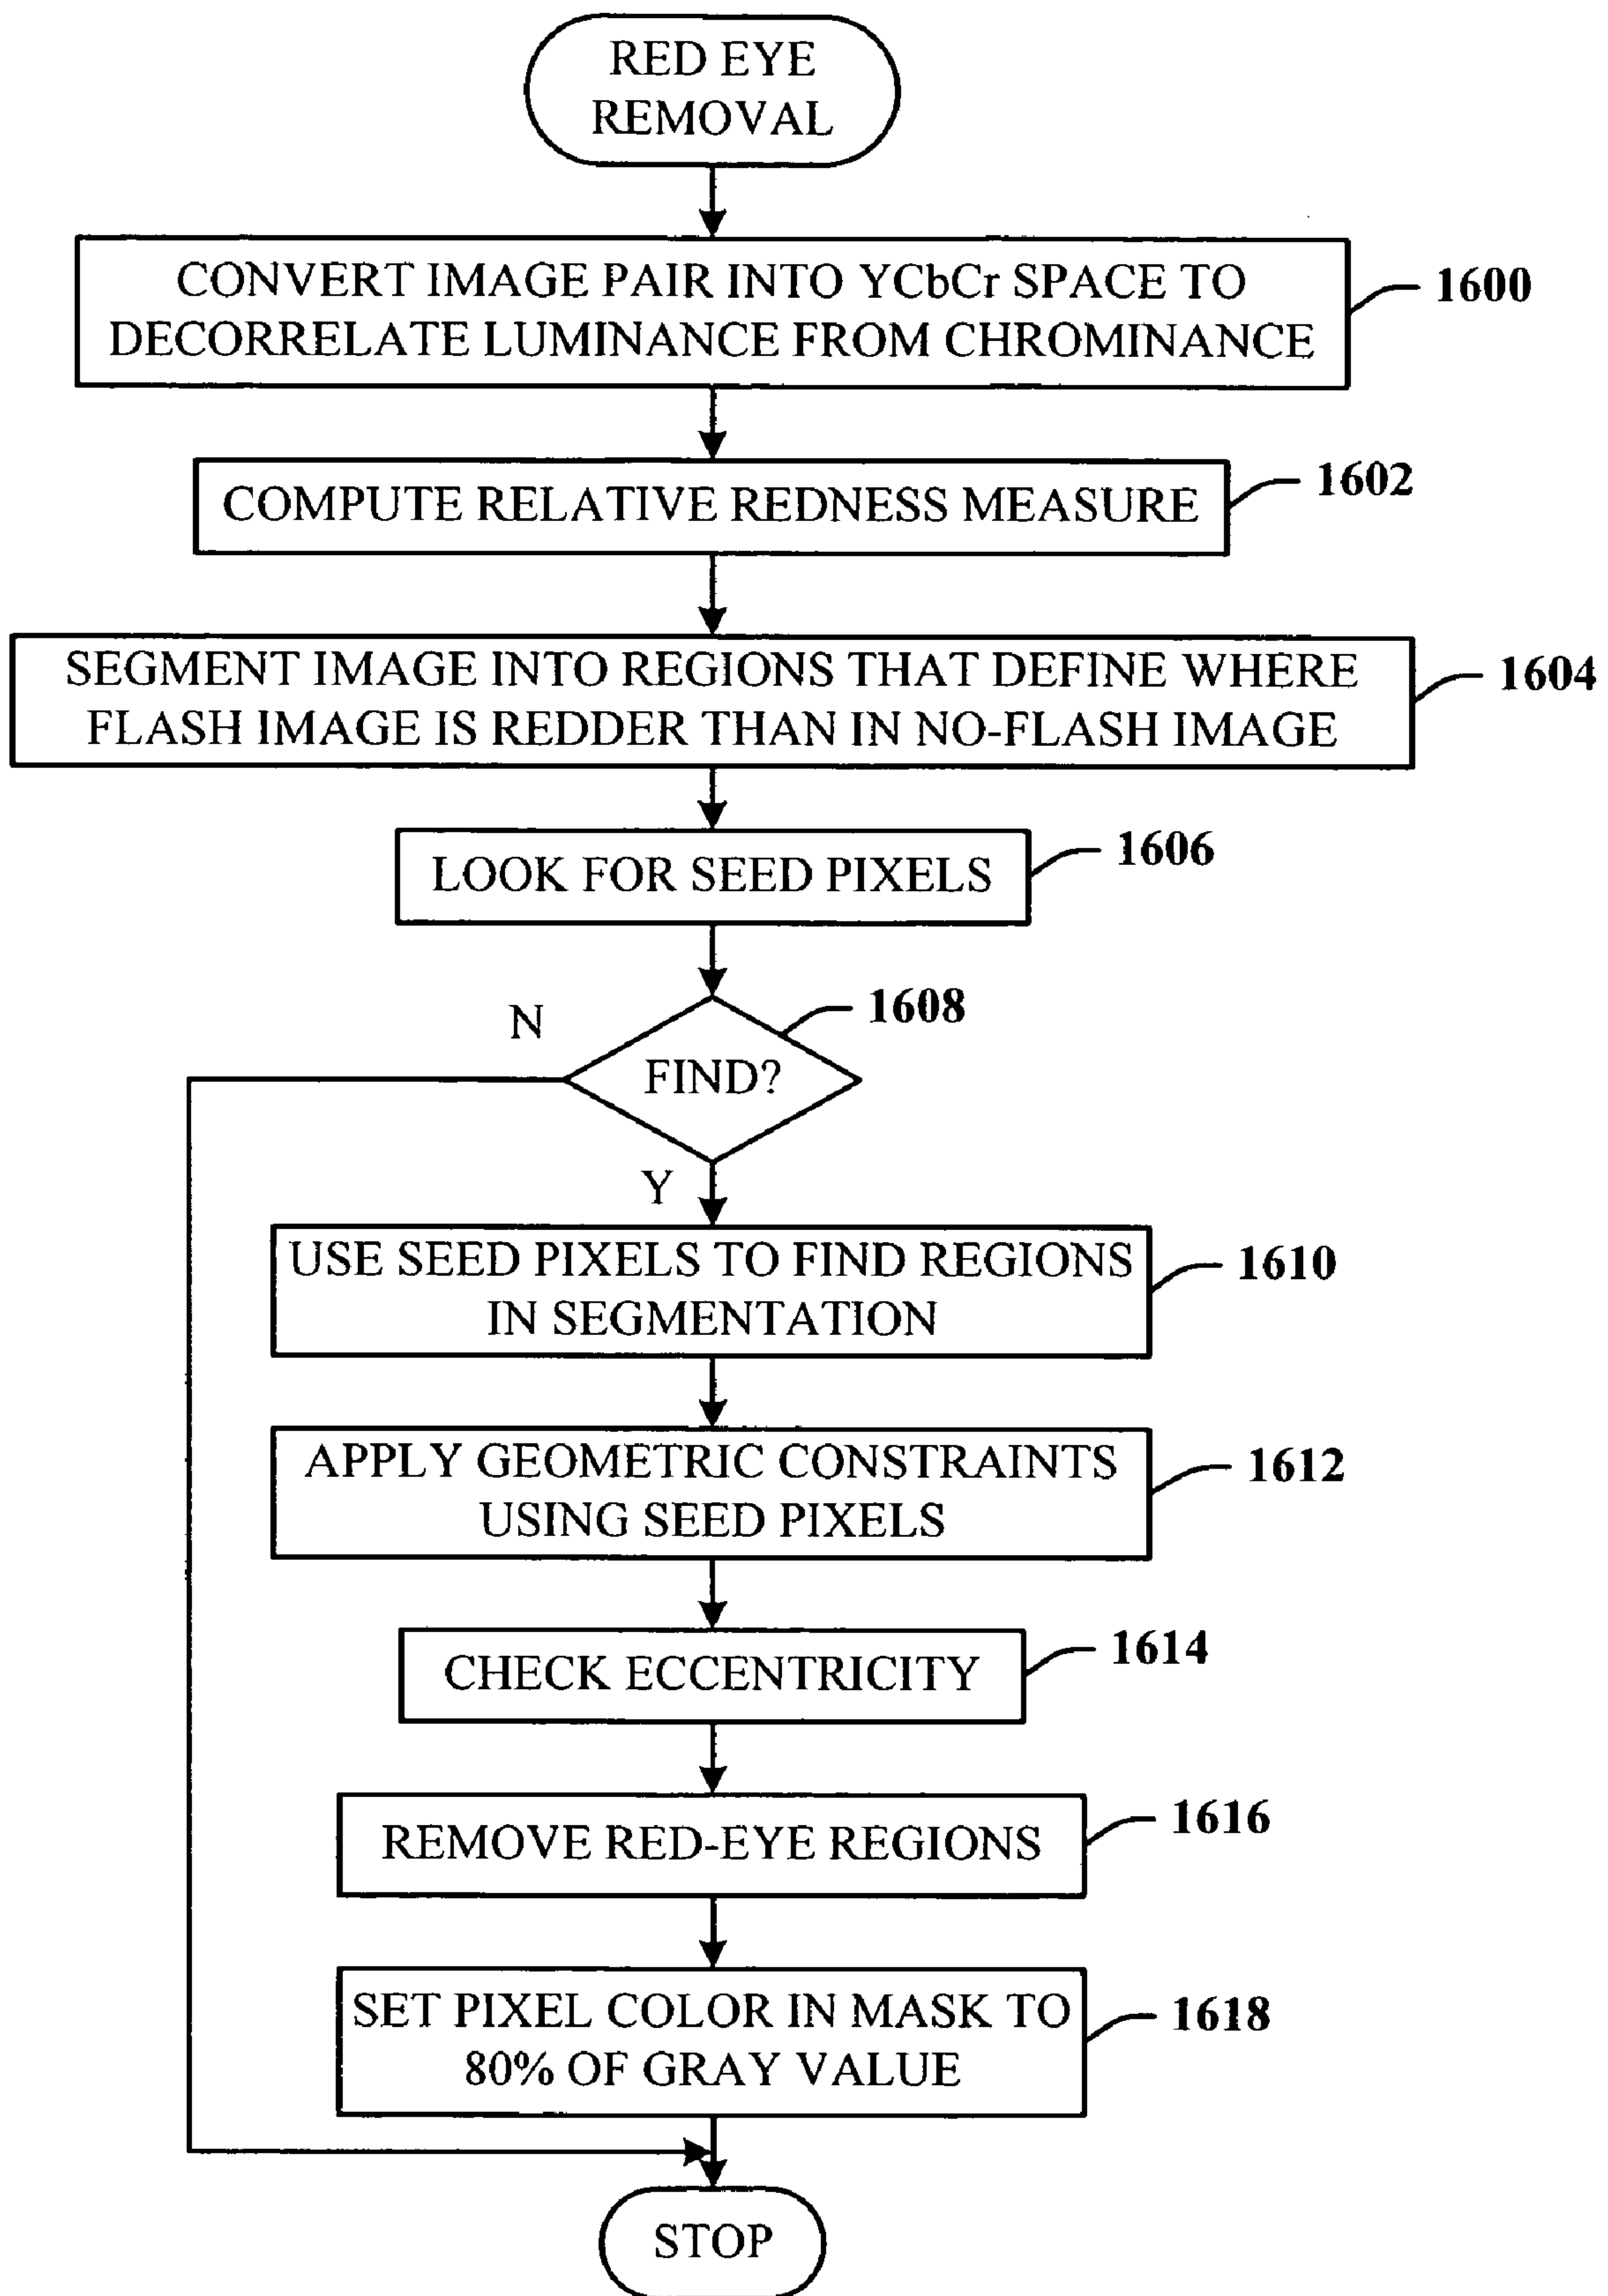 RED EYE
REMOVAL
CONVERT IMAGE PAIR INTO YCbCr SPACE TO
DECORRELATE LUMINANCE FROM CHROMINANCE
1600
COMPUTE RELATIVE REDNESS MEASURE
1602
SEGMENT IMAGE INTO REGIONS THAT DEFINE WHERE
FLASH IMAGE IS REDDER THAN IN NO-FLASH IMAGE
1604
LOOK FOR SEED PIXELS
1606
FIND?
1608
N
Y
USE SEED PIXELS TO FIND REGIONS
IN SEGMENTATION
1610
APPLY GEOMETRIC CONSTRAINTS
USING SEED PIXELS
1612
CHECK ECCENTRICITY
1614
REMOVE RED-EYE REGIONS
1616
SET PIXEL COLOR IN MASK TO
80% OF GRAY VALUE
1618
STOP